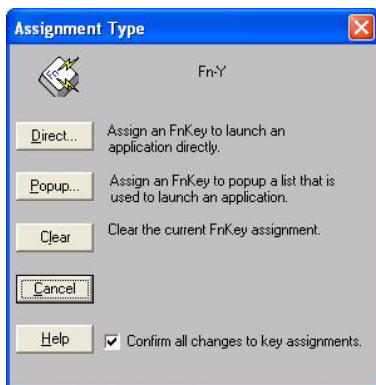 Assignment Type
Fn
Fn-Y
Direct...
Assign an FnKey to launch an
application directly.
Popup...
Assign an FnKey to popup a list that is
used to launch an application.
Clear
Clear the current FnKey assignment.
Cancel
Help
Confirm all changes to key assignments.